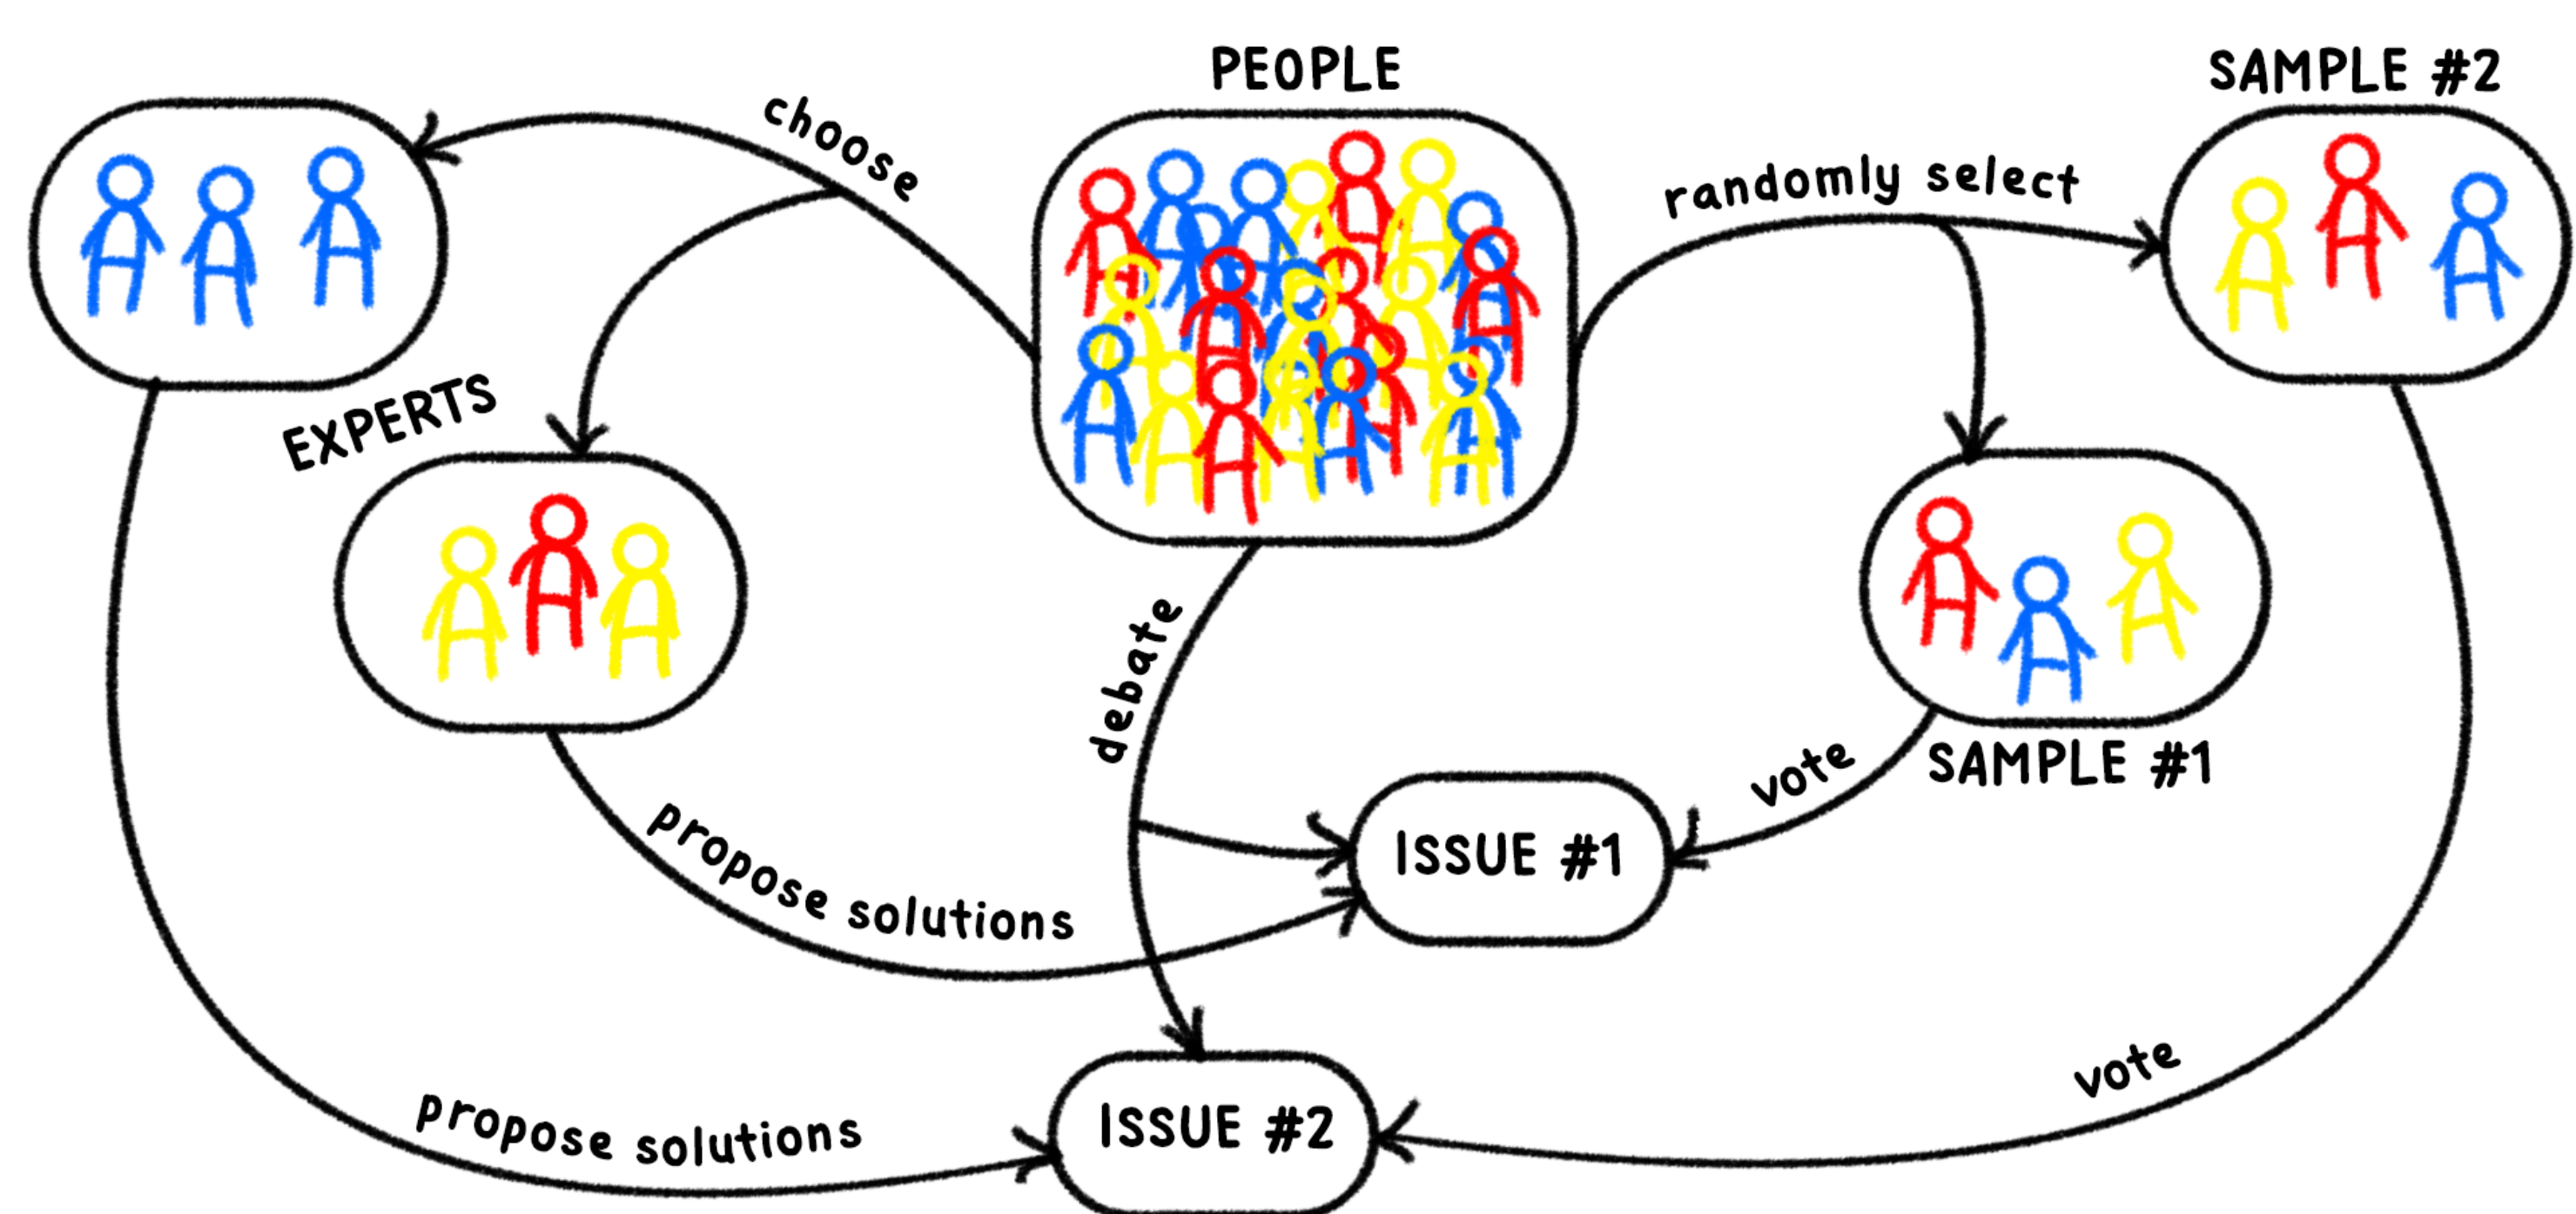 PEOPLE
SAMPLE #2
choose
randomly select
EXPERTS
debate
SAMPLE #1
vote
propose solutions
ISSUE #1
vote
propose solutions
ISSUE #2